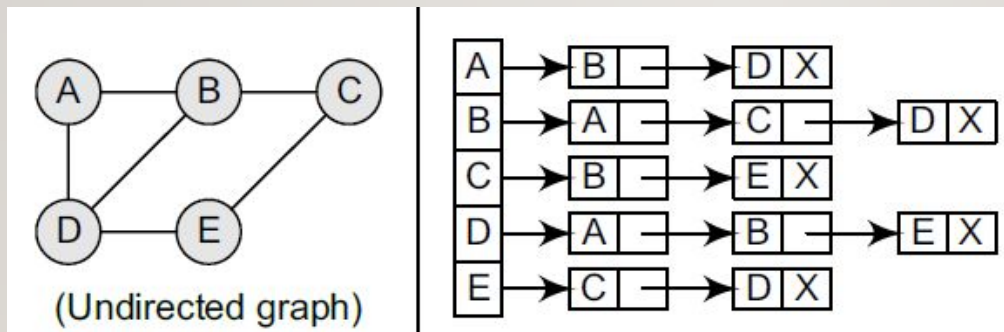 A B C
D E
(Undirected graph)
A B D X
B A C D X
C B E X
D A B E X
E C D X